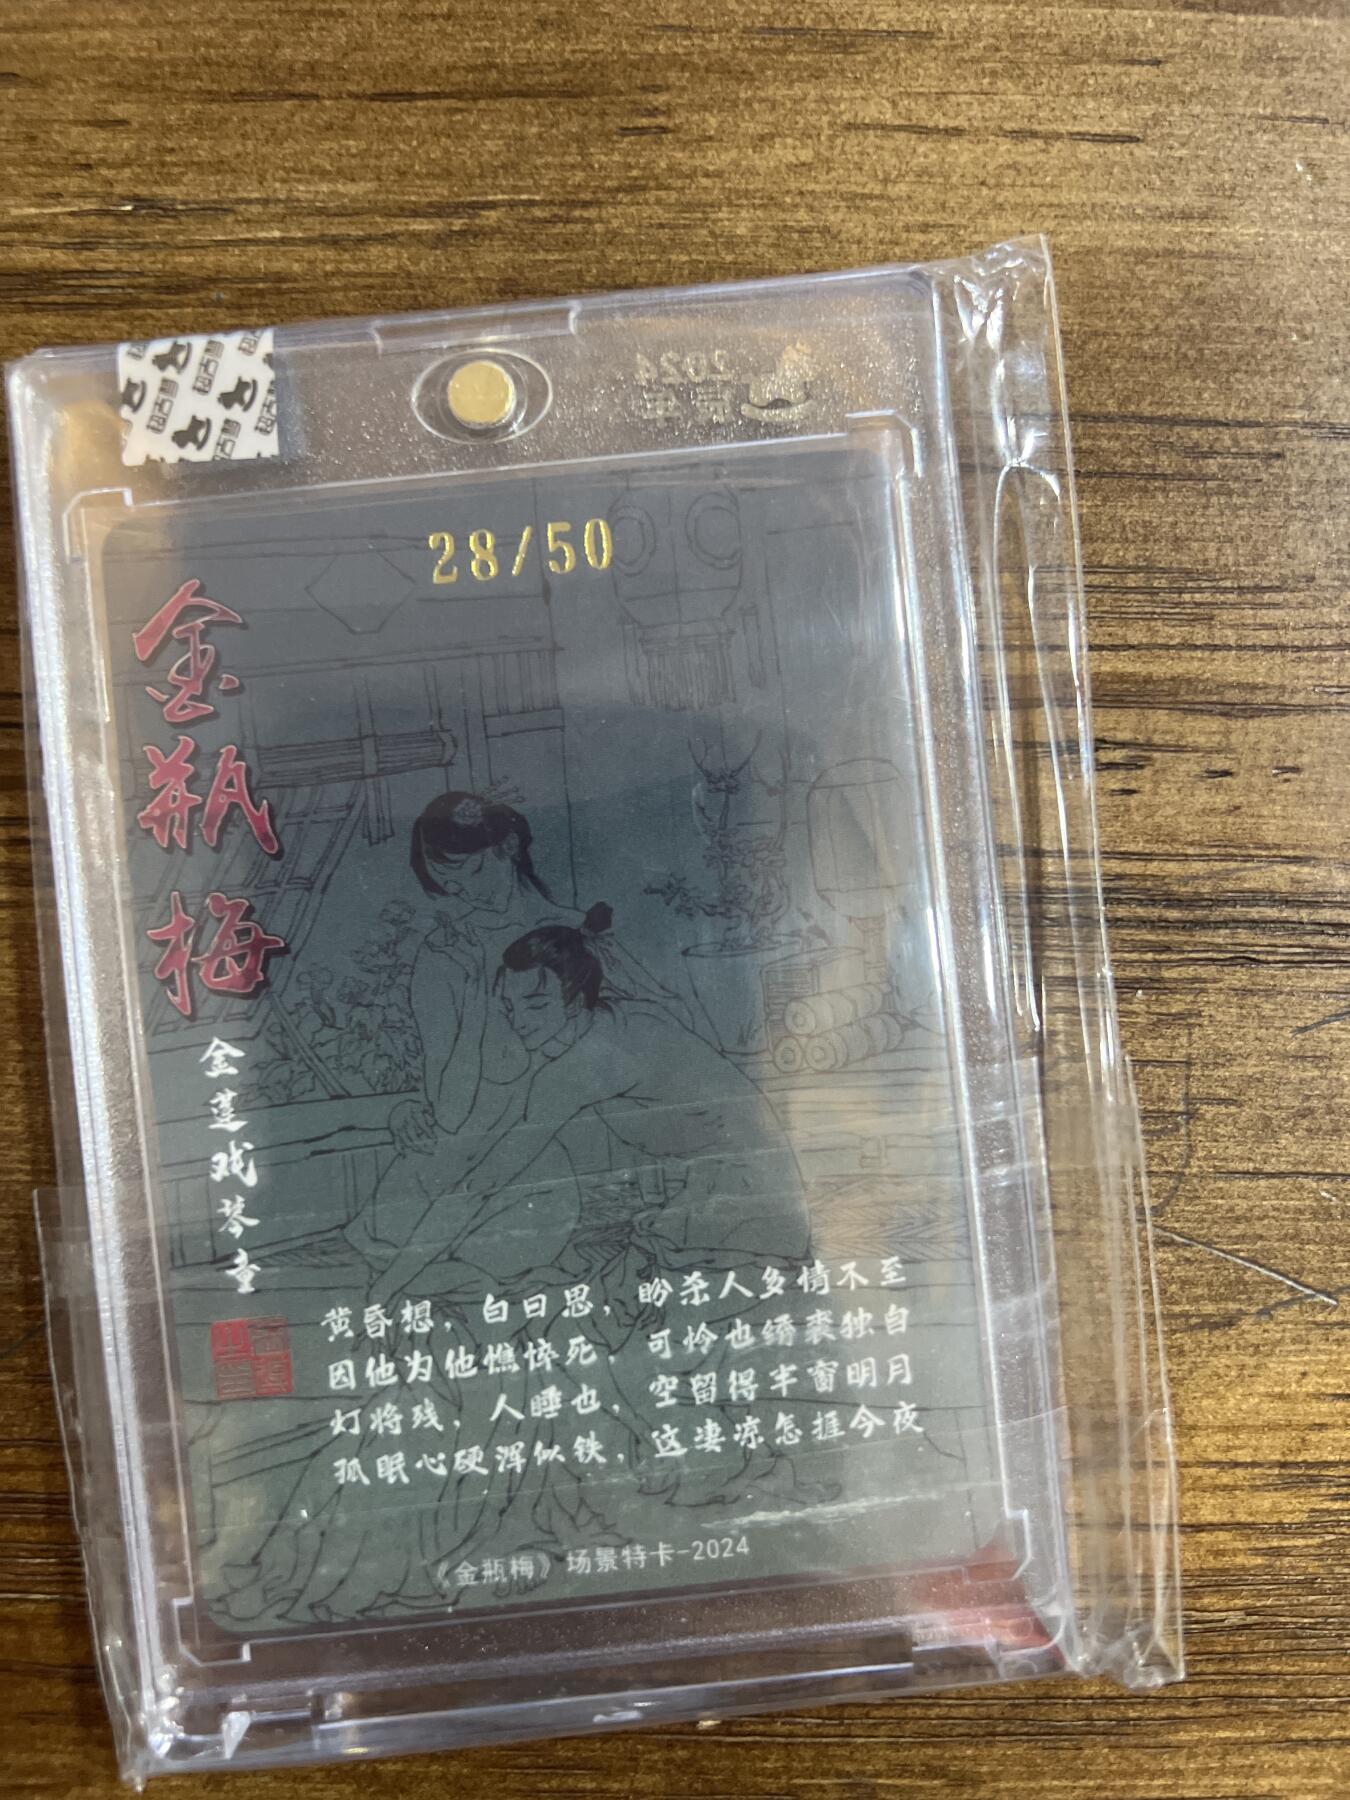 28/50
金瓶梅
金莲戏琴童
黄昏想，白日思，盼杀人多情不至
因他为他憔悴死，可怜也绣衾独自
灯将残，人睡也，空留得半窗明月
孤眠心硬浑似铁，这凄凉怎捱今夜
《金瓶梅》场景特卡-2024
2024